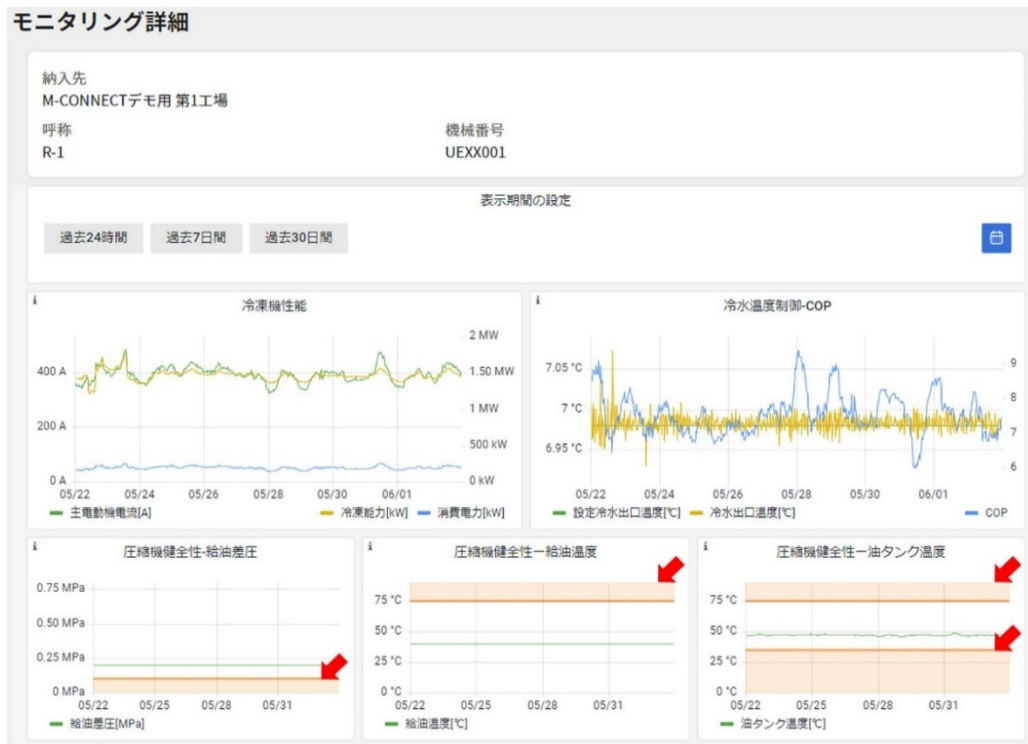 モニタリング詳細
納入先
M-CONNECTデモ用 第1工場
呼称
機械番号
R-1
UEXX001
表示期間の設定
過去24時間
過去7日間
過去30日間
i
冷凍機性能
2 MW
400 A
1.50 MW
1 MW
200 A
500 kW
0 A
0 kW
05/22 05/24 05/26 05/28 05/30 06/01
主電動機電流[A] 冷凍能力[kW] 消費電力[kW]
i
冷水温度制御-COP
9
7.05 °C
8
7 °C
7
6.95 °C
6
05/22 05/24 05/26 05/28 05/30 06/01
設定冷水出口温度[℃] 冷水出口温度[℃] COP
i
圧縮機健全性-給油差圧
0.75 MPa
0.50 MPa
0.25 MPa
0 MPa
05/22 05/25 05/28 05/31
給油差圧[MPa]
i
圧縮機健全性ー給油温度
75 °C
50 °C
25 °C
0 °C
05/22 05/25 05/28 05/31
給油温度[℃]
i
圧縮機健全性ー油タンク温度
75 °C
50 °C
25 °C
0 °C
05/22 05/25 05/28 05/31
油タンク温度[℃]